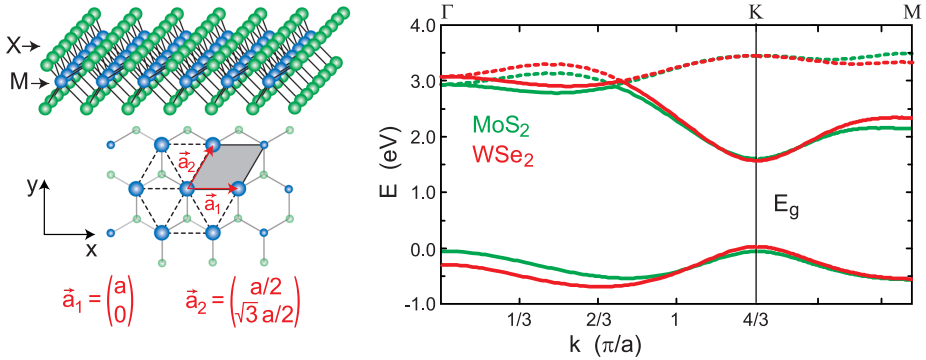 X
M
a₂
a₁
y
x
a₁ = (a
0)
a₂ = (a/2
√3 a/2)
Γ K M
4.0
3.0
2.0
1.0
0.0
-1.0
E (eV)
MoS₂
WSe₂
E_g
1/3 2/3 1 4/3
k (π/a)